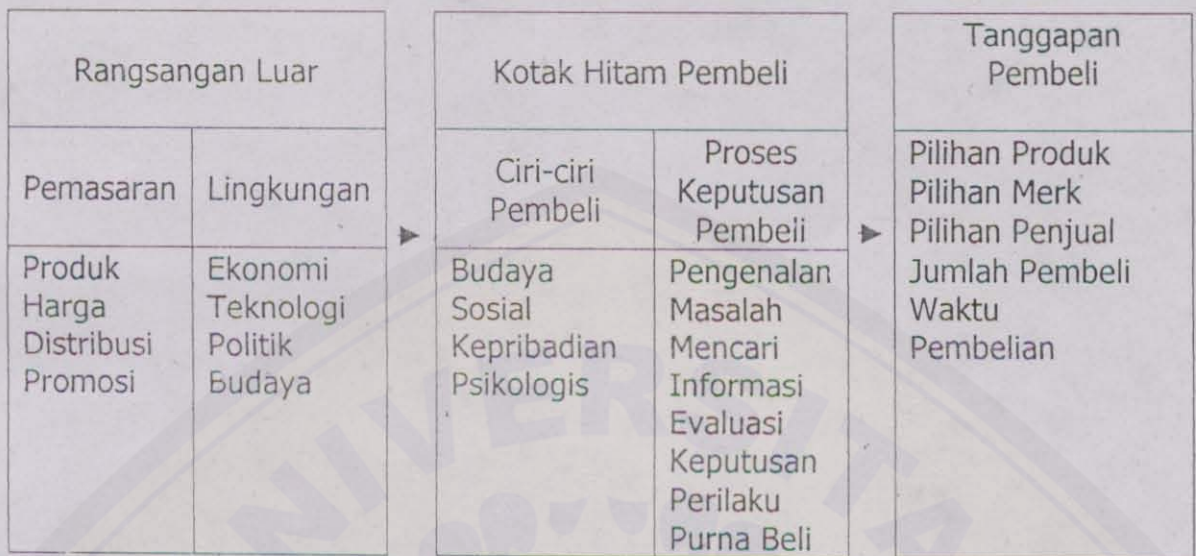 Rangsangan Luar
Pemasaran
Lingkungan
Produk
Harga
Distribusi
Promosi
Ekonomi
Teknologi
Politik
Budaya
Kotak Hitam Pembeli
Ciri-ciri
Pembeli
Proses
Keputusan
Pembeii
Budaya
Sosial
Kepribadian
Psikologis
Pengenalan
Masalah
Mencari
Informasi
Evaluasi
Keputusan
Perilaku
Purna Beli
Tanggapan
Pembeli
Pilihan Produk
Pilihan Merk
Pilihan Penjual
Jumlah Pembeli
Waktu
Pembelian
NIVERSITA